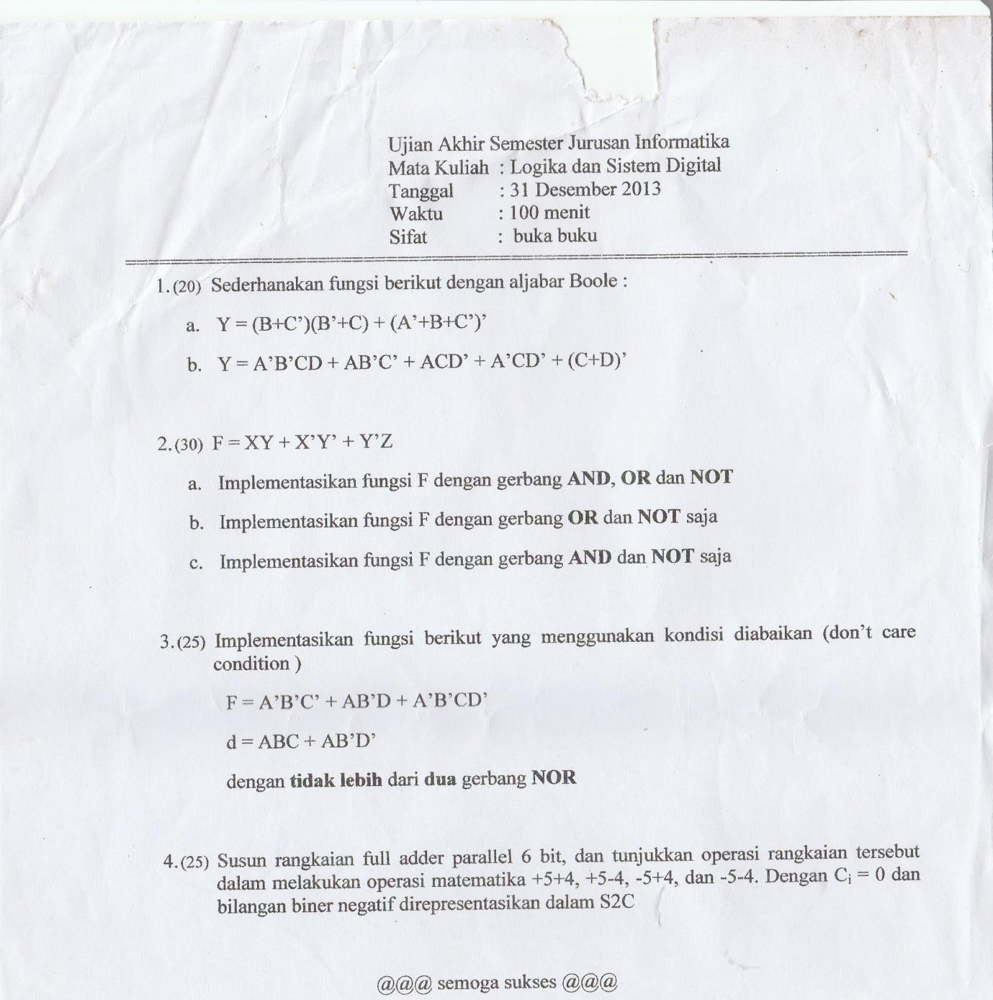 Ujian Akhir Semester Jurusan Informatika
Mata Kuliah : Logika dan Sistem Digital
Tanggal : 31 Desember 2013
Waktu : 100 menit
Sifat : buka buku
1.(20) Sederhanakan fungsi berikut dengan aljabar Boole :
a. Y = (B+C’)(B’+C) + (A’+B+C’)’
b. Y = A’B’CD + AB’C’ + ACD’ + A’CD’ + (C+D)’
2.(30) F = XY + X’Y’ + Y’Z
a. Implementasikan fungsi F dengan gerbang AND, OR dan NOT
b. Implementasikan fungsi F dengan gerbang OR dan NOT saja
c. Implementasikan fungsi F dengan gerbang AND dan NOT saja
3.(25) Implementasikan fungsi berikut yang menggunakan kondisi diabaikan (don’t care
condition )
F = A’B’C’ + AB’D + A’B’CD’
d = ABC + AB’D’
dengan tidak lebih dari dua gerbang NOR
4.(25) Susun rangkaian full adder parallel 6 bit, dan tunjukkan operasi rangkaian tersebut
dalam melakukan operasi matematika +5+4, +5-4, -5+4, dan -5-4. Dengan Ci = 0 dan
bilangan biner negatif direpresentasikan dalam S2C
@@@ semoga sukses @@@